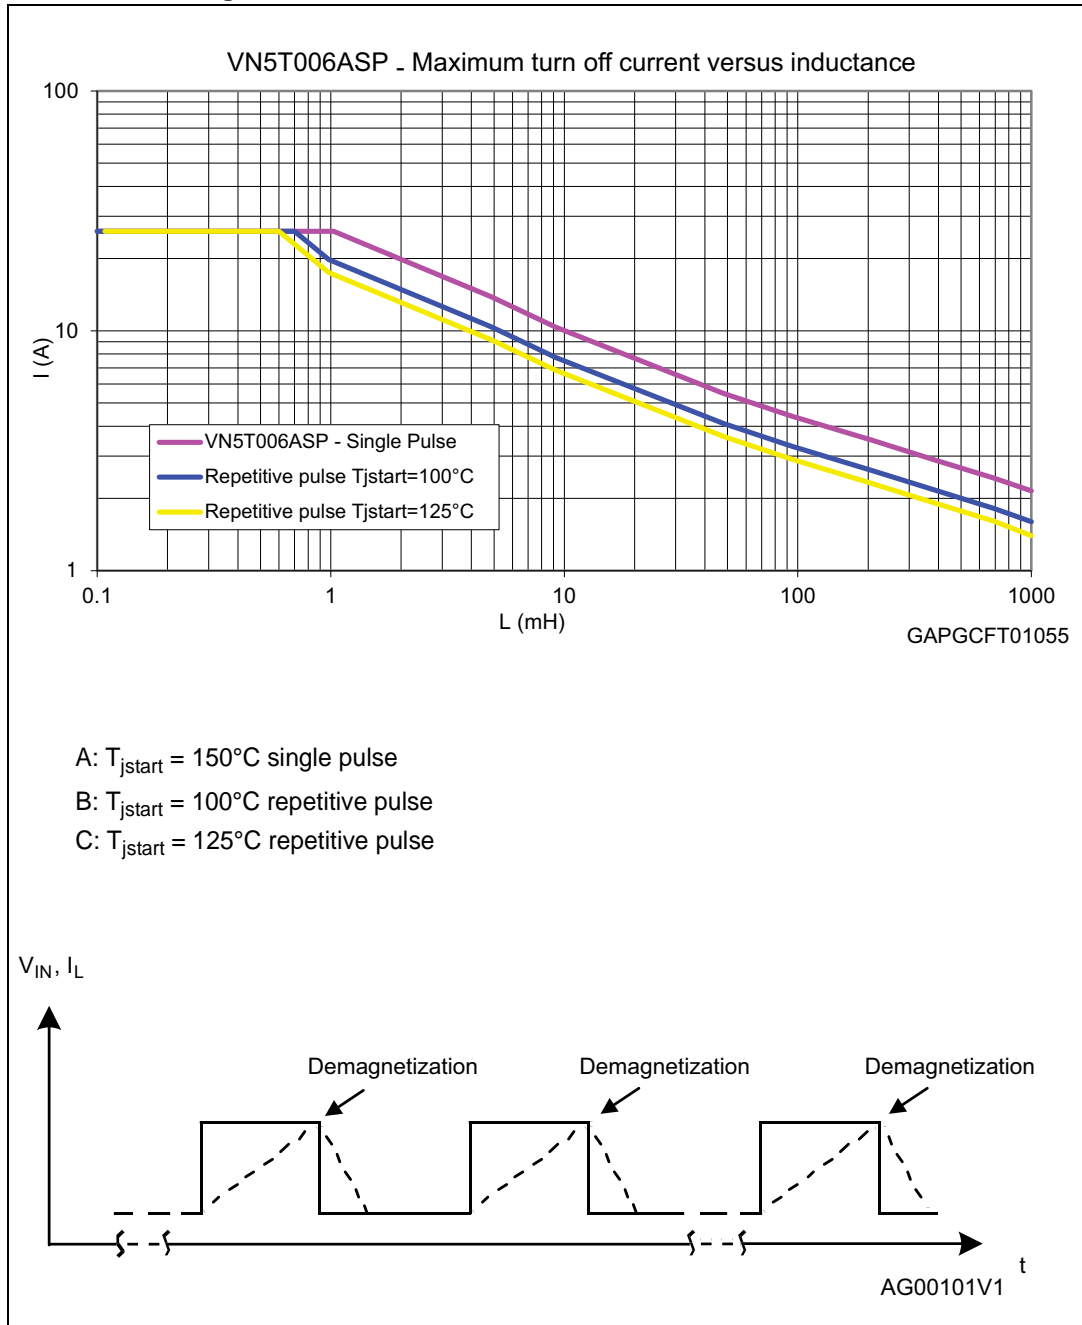 VN5T006ASP - Maximum turn off current versus inductance
100
10
1
I (A)
VN5T006ASP - Single Pulse
Repetitive pulse Tjstart=100°C
Repetitive pulse Tjstart=125°C
0.1 1 10 100 1000
L (mH)
GAPGCFT01055
A: Tjstart = 150°C single pulse
B: Tjstart = 100°C repetitive pulse
C: Tjstart = 125°C repetitive pulse
VIN, IL
Demagnetization Demagnetization Demagnetization
t
AG00101V1